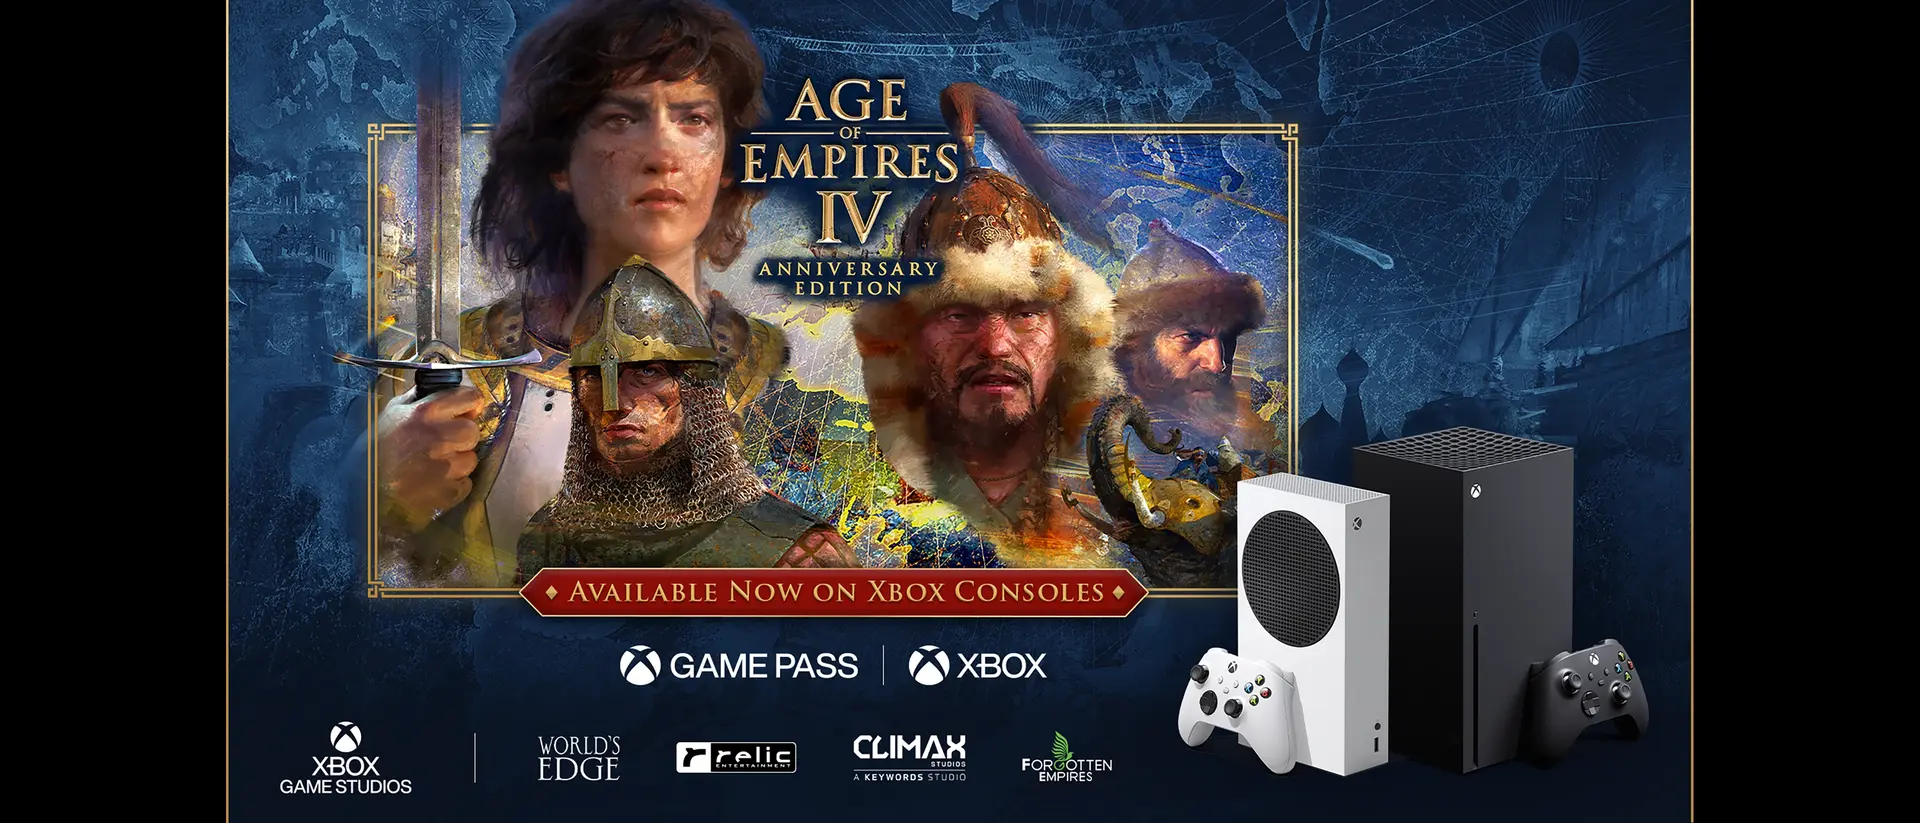 AGE
OF
EMPIRES
IV
ANNIVERSARY
EDITION
AVAILABLE NOW ON XBOX CONSOLES
GAME PASS
XBOX
XBOX
GAME STUDIOS
WORLD'S
EDGE
relic
ENTERTAINMENT
CLIMAX
STUDIOS
A KEYWORDS STUDIO
FORGOTTEN
EMPIRES